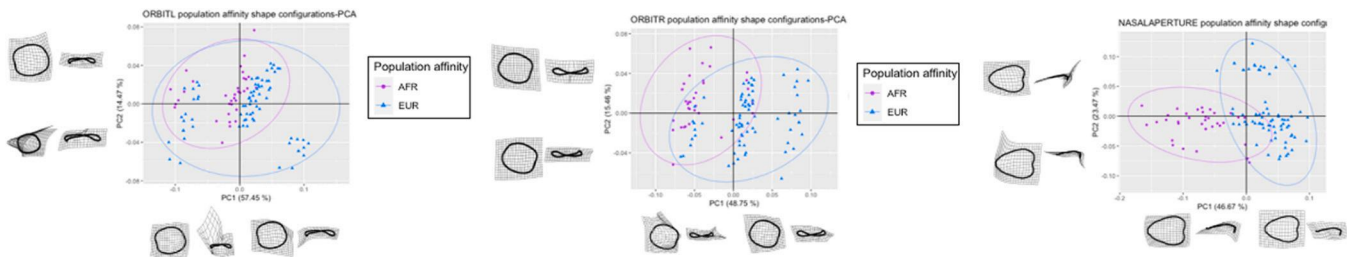 ORBITL population affinity shape configurations-PCA
0.08
0.04
0.00
-0.04
-0.08
PC2 (14.47 %)
-0.1
0.0
0.1
PC1 (57.45 %)
Population affinity
AFR
EUR
ORBITR population affinity shape configurations-PCA
0.04
0.00
-0.04
PC2 (15.46 %)
-0.10
-0.05
0.00
0.05
0.10
PC1 (48.75 %)
Population affinity
AFR
EUR
NASALAPERTURE population affinity shape config
0.10
0.05
0.00
-0.05
-0.10
PC2 (23.47 %)
-0.2
-0.1
0.0
0.1
PC1 (46.67 %)